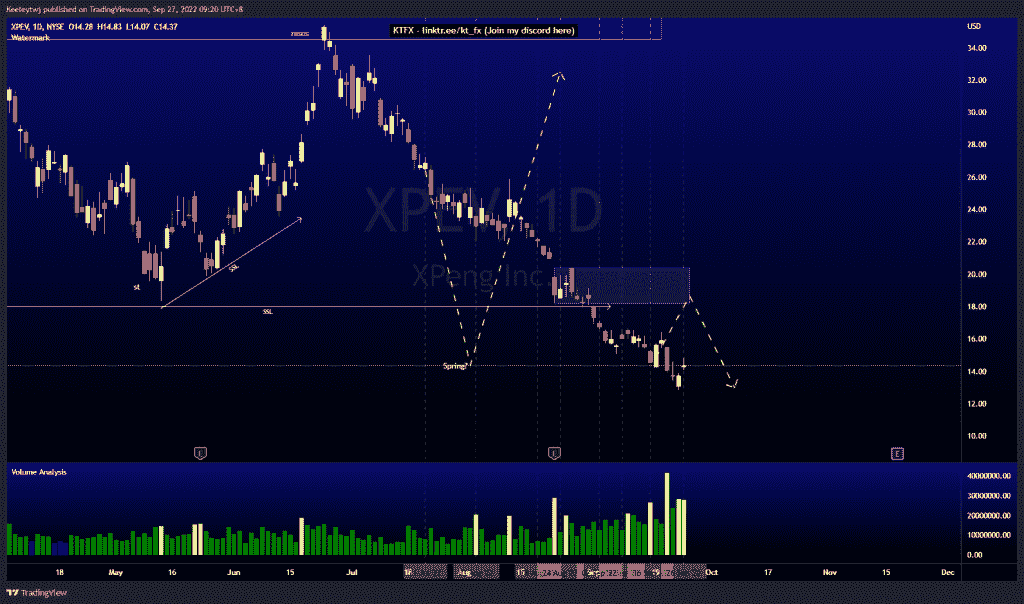 Keeteytwj published on TradingView.com, Sep 27, 2022 09:20 UTC+8
XPEV, 1D, NYSE O14.28 H14.83 L14.07 C14.37
Watermark
KTFX - linktr.ee/kt_fx (Join my discord here)
USD
34.00
32.00
30.00
28.00
26.00
24.00
22.00
20.00
18.00
16.00
14.00
12.00
10.00
XPEV, 1D
XPeng Inc.
st
SSL
Spring?
E
E
E
Volume Analysis
40000000.00
30000000.00
20000000.00
10000000.00
0.00
18 May 16 Jun 15 Jul 18 Aug 15 Sep Oct 17 Nov 15 Dec
TradingView